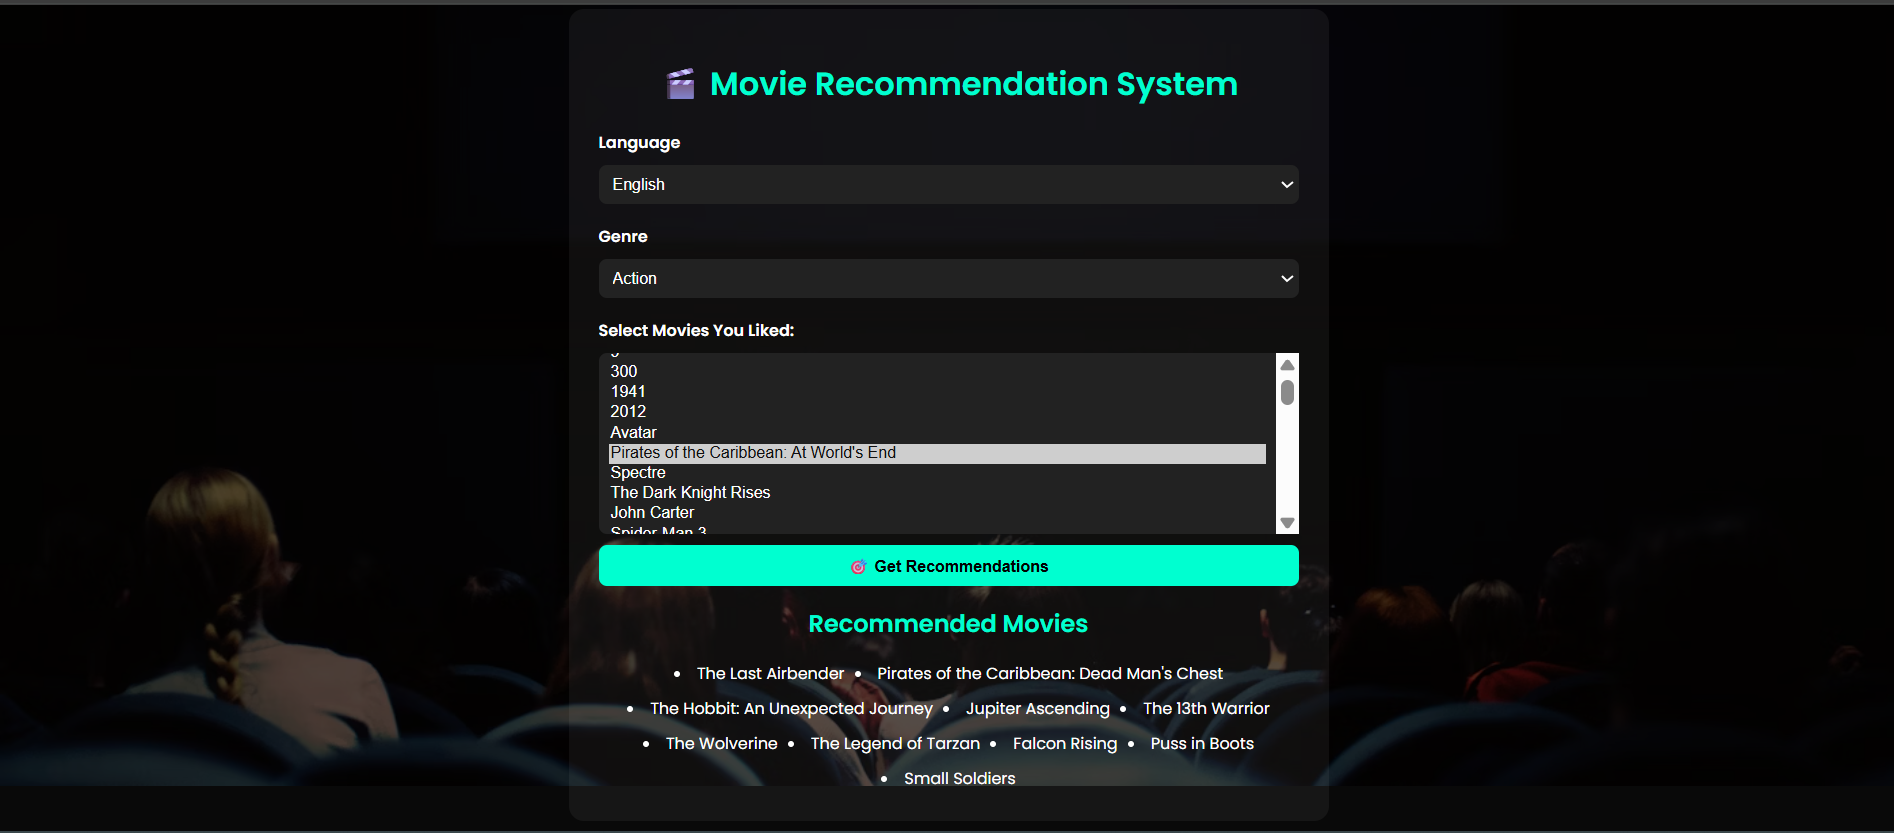 Movie Recommendation System
Language
English
Genre
Action
Select Movies You Liked:
300
1941
2012
Avatar
Pirates of the Caribbean: At World's End
Spectre
The Dark Knight Rises
John Carter
Spider-Man 3
Get Recommendations
Recommended Movies
• The Last Airbender • Pirates of the Caribbean: Dead Man's Chest
• The Hobbit: An Unexpected Journey • Jupiter Ascending • The 13th Warrior
• The Wolverine • The Legend of Tarzan • Falcon Rising • Puss in Boots
• Small Soldiers